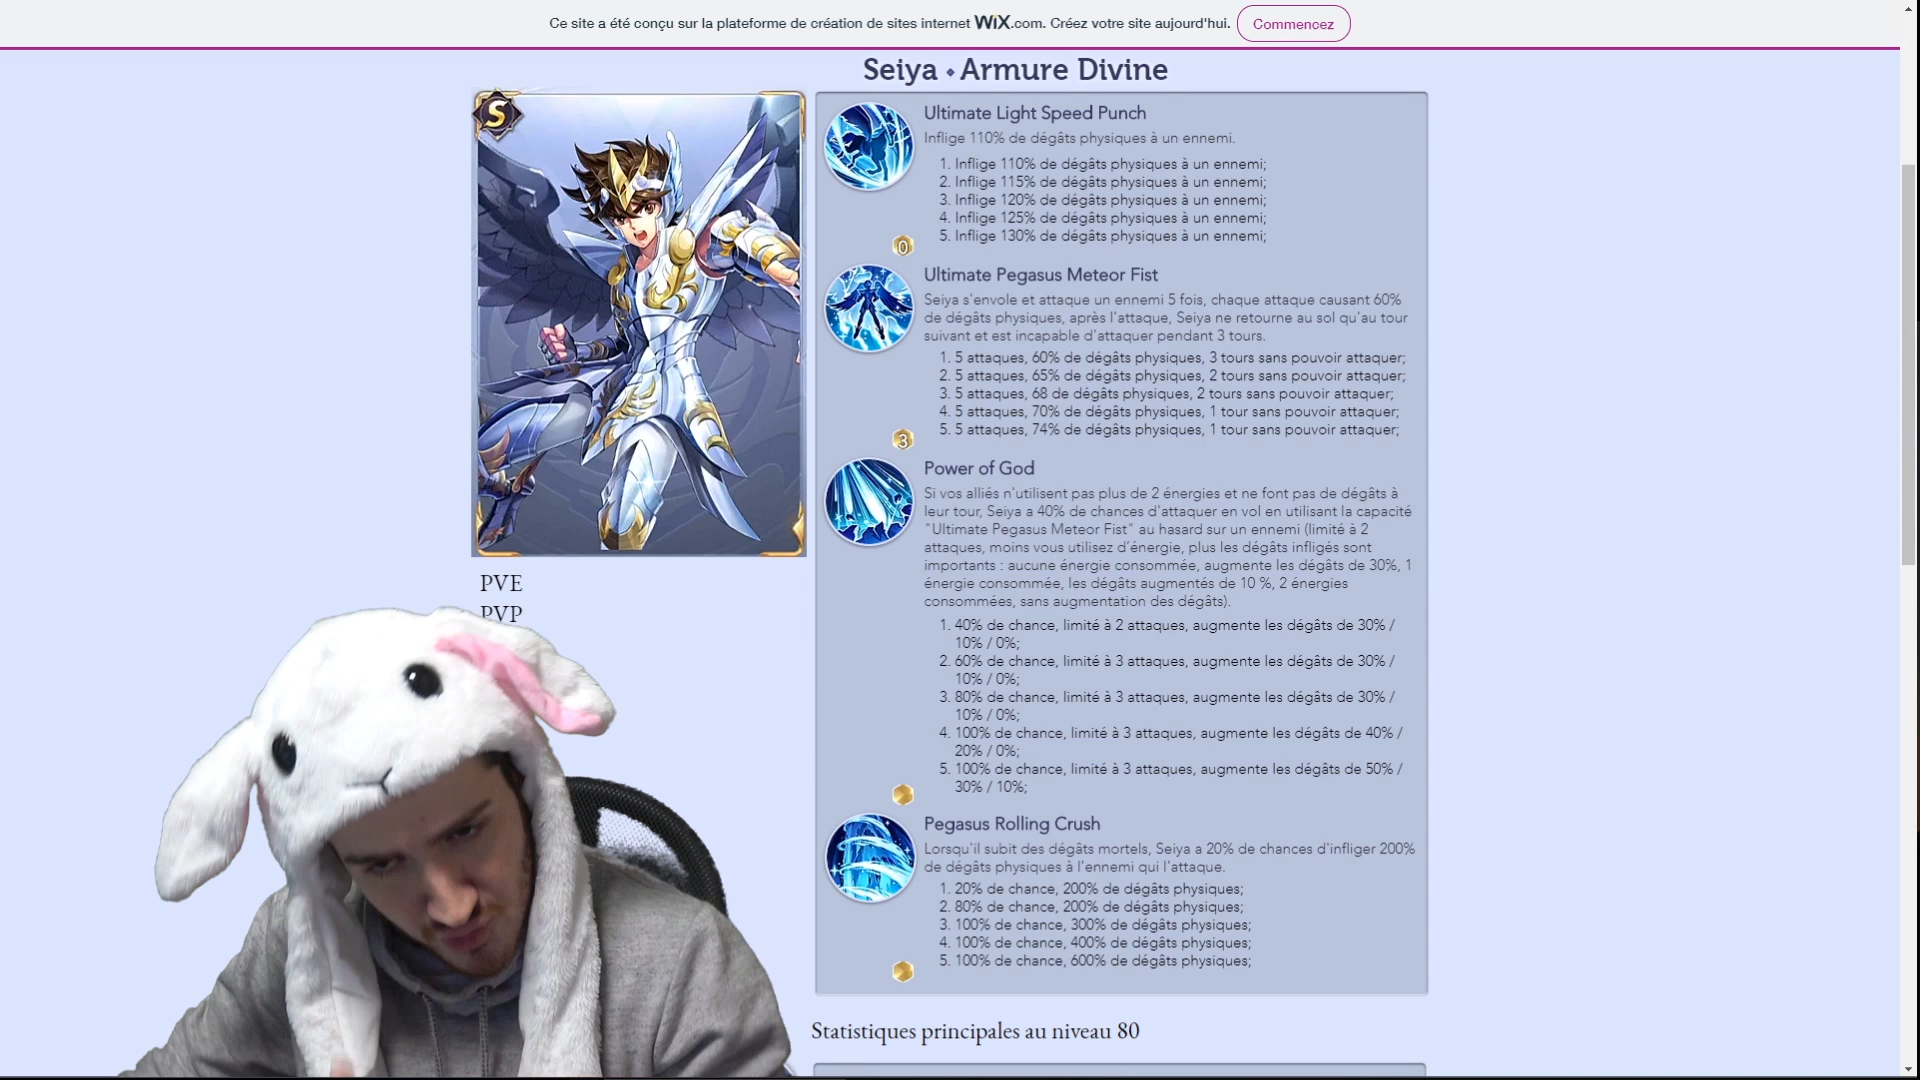 Ce site a été conçu sur la plateforme de création de sites internet WiX.com. Créez votre site aujourd'hui.
Commencez
Seiya • Armure Divine
S
Ultimate Light Speed Punch
Inflige 110% de dégâts physiques à un ennemi.
1. Inflige 110% de dégâts physiques à un ennemi;
2. Inflige 115% de dégâts physiques à un ennemi;
3. Inflige 120% de dégâts physiques à un ennemi;
4. Inflige 125% de dégâts physiques à un ennemi;
5. Inflige 130% de dégâts physiques à un ennemi;
0
Ultimate Pegasus Meteor Fist
Seiya s'envole et attaque un ennemi 5 fois, chaque attaque causant 60%
de dégâts physiques, après l'attaque, Seiya ne retourne au sol qu'au tour
suivant et est incapable d'attaquer pendant 3 tours.
1. 5 attaques, 60% de dégâts physiques, 3 tours sans pouvoir attaquer;
2. 5 attaques, 65% de dégâts physiques, 2 tours sans pouvoir attaquer;
3. 5 attaques, 68 de dégâts physiques, 2 tours sans pouvoir attaquer;
4. 5 attaques, 70% de dégâts physiques, 1 tour sans pouvoir attaquer;
5. 5 attaques, 74% de dégâts physiques, 1 tour sans pouvoir attaquer;
3
Power of God
Si vos alliés n'utilisent pas plus de 2 énergies et ne font pas de dégâts à
leur tour, Seiya a 40% de chances d'attaquer en vol en utilisant la capacité
"Ultimate Pegasus Meteor Fist" au hasard sur un ennemi (limité à 2
attaques, moins vous utilisez d'énergie, plus les dégâts infligés sont
importants : aucune énergie consommée, augmente les dégâts de 30%, 1
énergie consommée, les dégâts augmentés de 10 %, 2 énergies
consommées, sans augmentation des dégâts).
1. 40% de chance, limité à 2 attaques, augmente les dégâts de 30% /
10% / 0%;
2. 60% de chance, limité à 3 attaques, augmente les dégâts de 30% /
10% / 0%;
3. 80% de chance, limité à 3 attaques, augmente les dégâts de 30% /
10% / 0%;
4. 100% de chance, limité à 3 attaques, augmente les dégâts de 40% /
20% / 0%;
5. 100% de chance, limité à 3 attaques, augmente les dégâts de 50% /
30% / 10%;
Pegasus Rolling Crush
Lorsqu'il subit des dégâts mortels, Seiya a 20% de chances d'infliger 200%
de dégâts physiques à l'ennemi qui l'attaque.
1. 20% de chance, 200% de dégâts physiques;
2. 80% de chance, 200% de dégâts physiques;
3. 100% de chance, 300% de dégâts physiques;
4. 100% de chance, 400% de dégâts physiques;
5. 100% de chance, 600% de dégâts physiques;
PVE
PVP
Statistiques principales au niveau 80